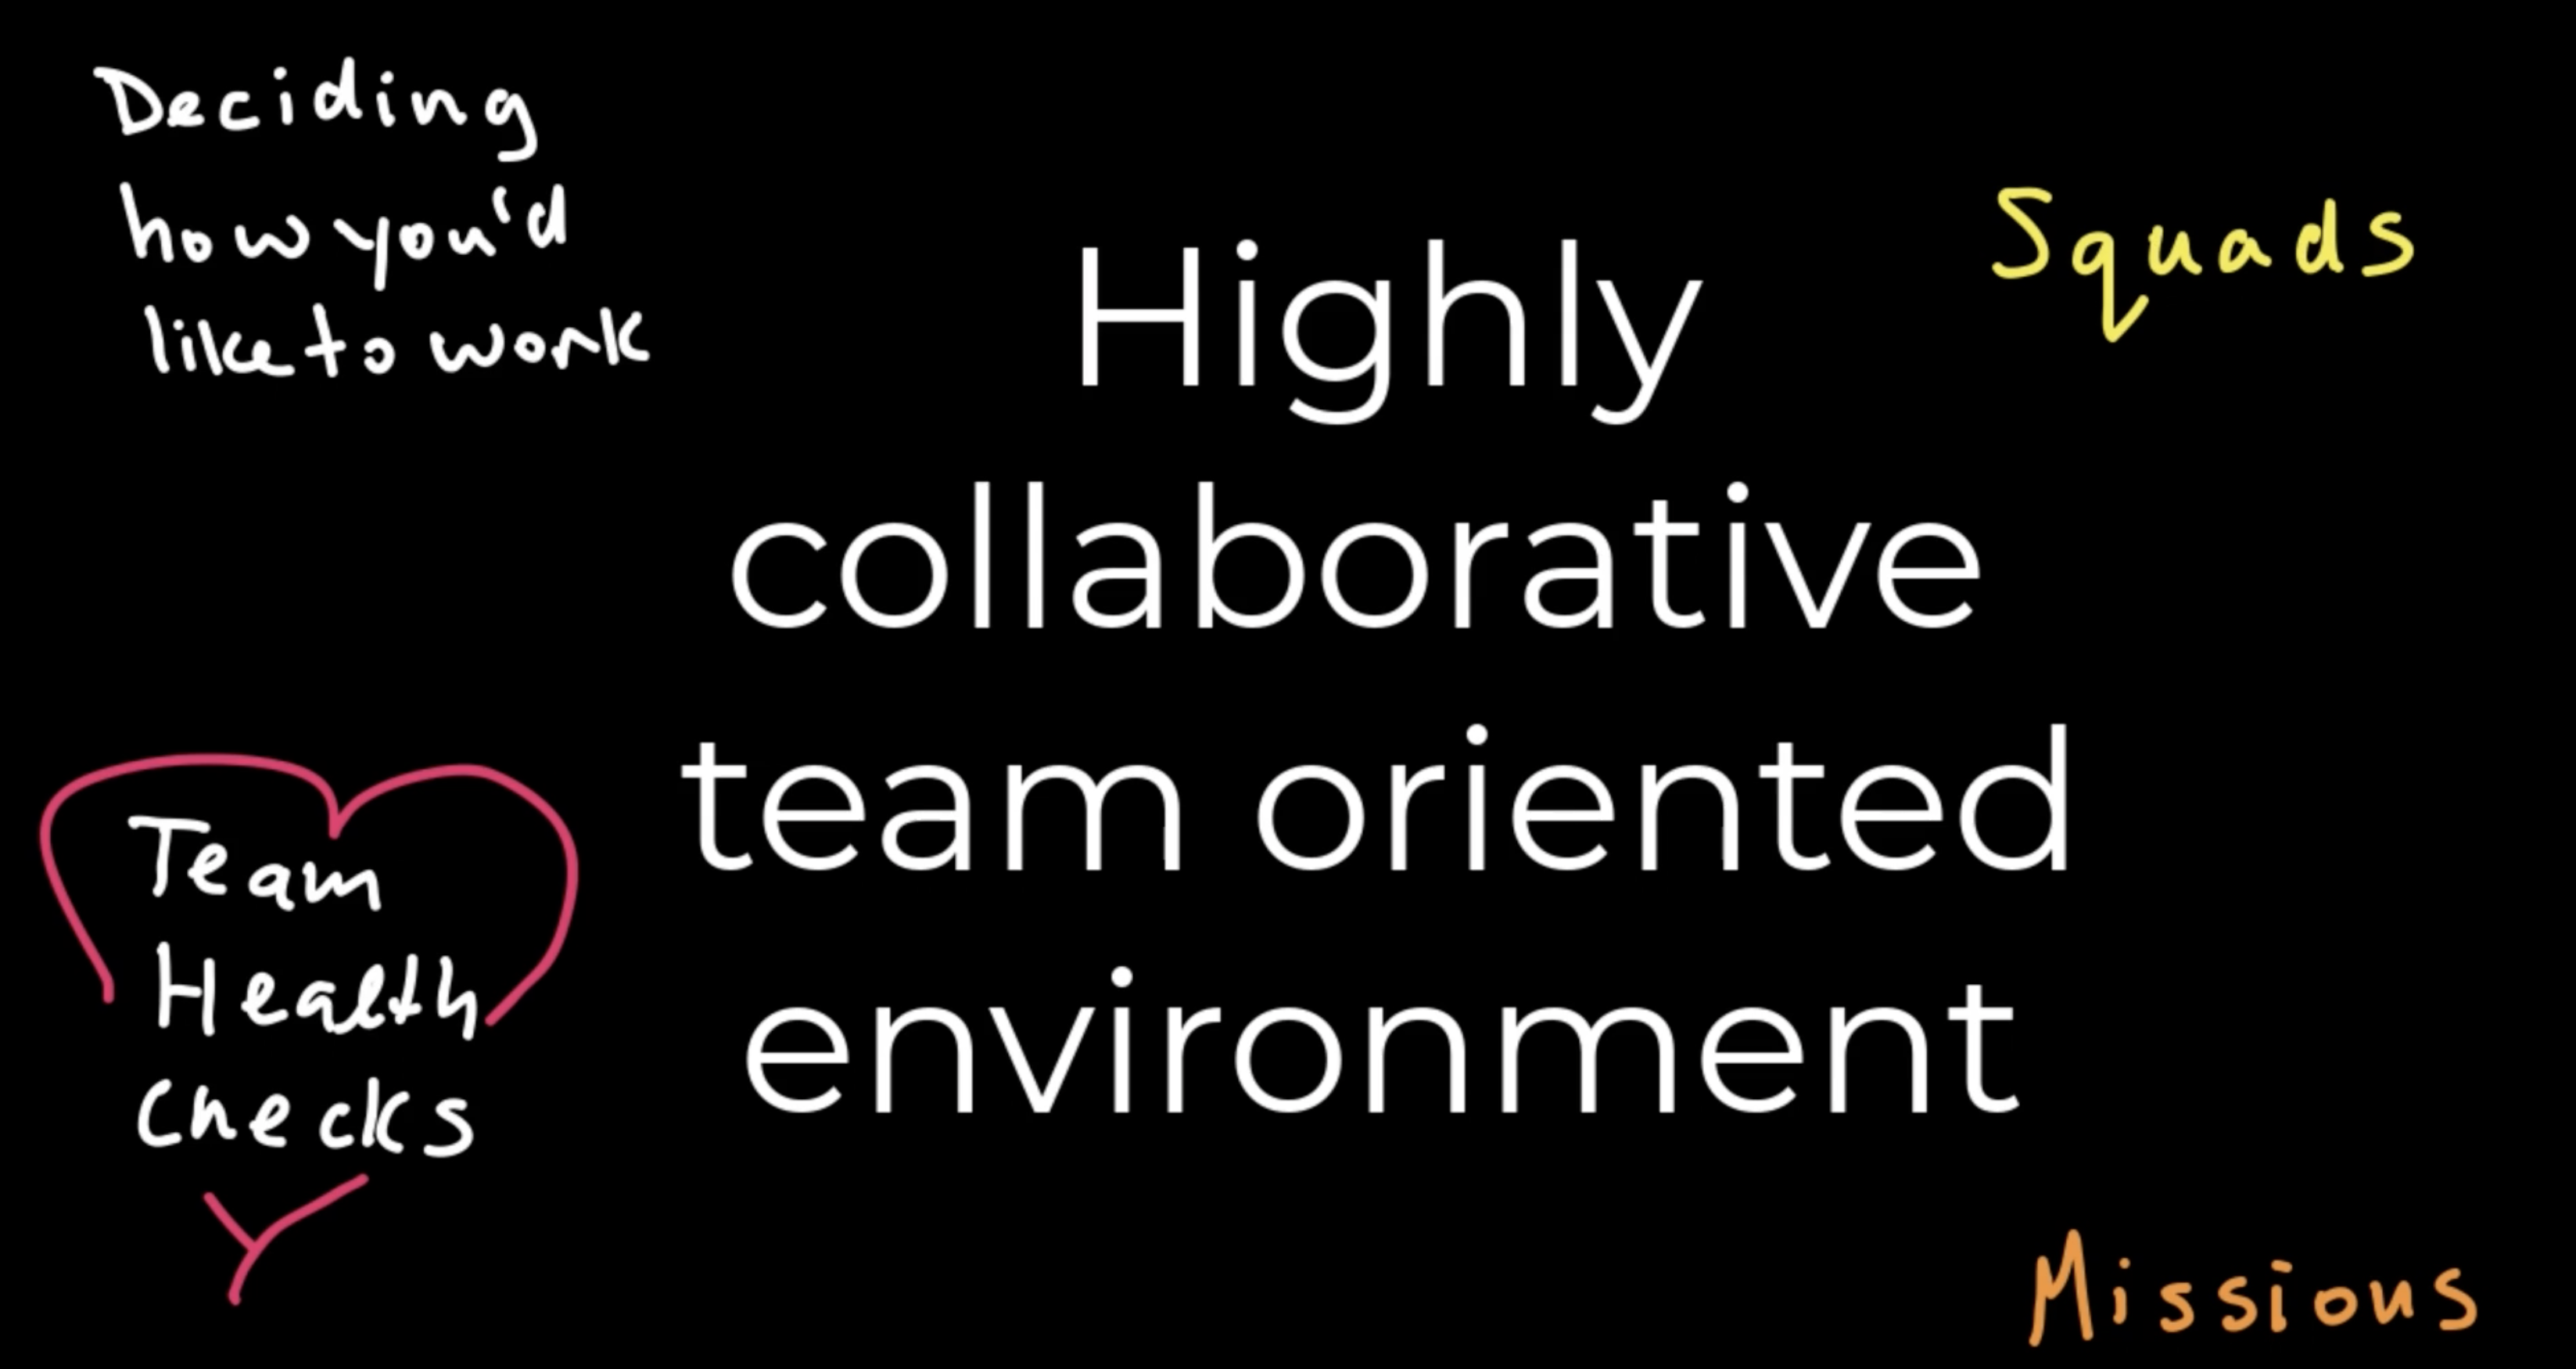 Deciding
how you'd
like to work
Squads
Highly
collaborative
team oriented
environment
Team
Health
Checks
Missions